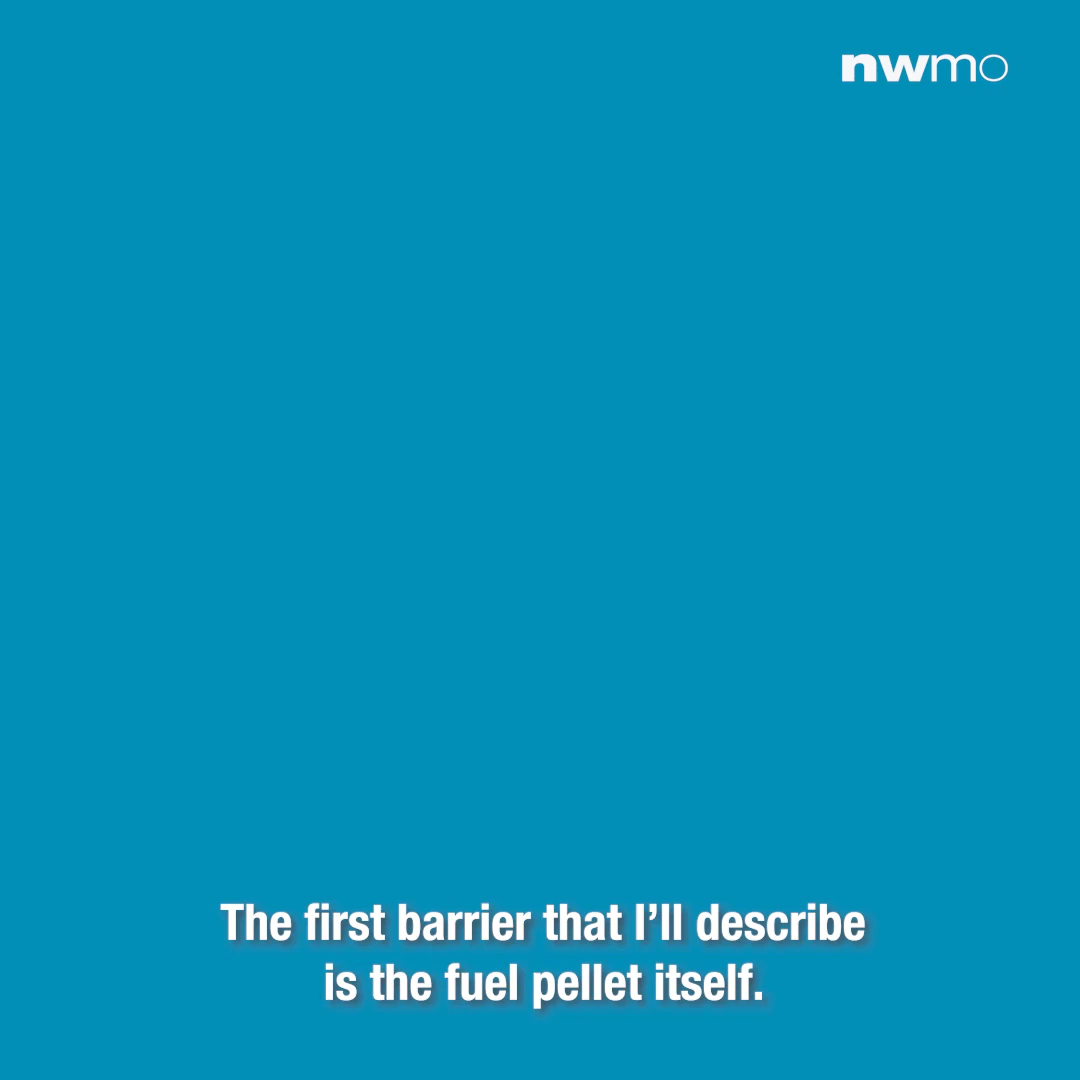 nwmo
The first barrier that I’ll describe
is the fuel pellet itself.